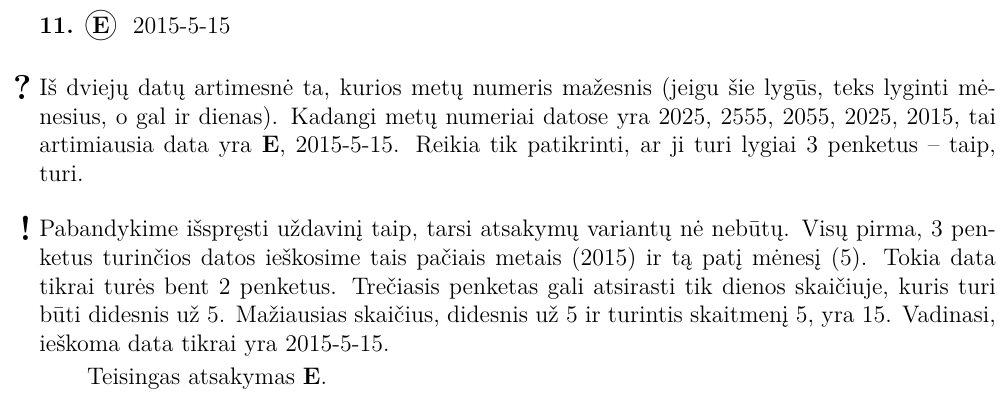 11. E 2015-5-15
? Iš dviejų datų artimesnė ta, kurios metų numeris mažesnis (jeigu šie lygūs, teks lyginti mė-
nesius, o gal ir dienas). Kadangi metų numeriai datose yra 2025, 2555, 2055, 2025, 2015, tai
artimiausia data yra E, 2015-5-15. Reikia tik patikrinti, ar ji turi lygiai 3 penketus – taip,
turi.
! Pabandykime išspręsti uždavinį taip, tarsi atsakymų variantų nė nebūtų. Visų pirma, 3 pen-
ketus turinčios datos ieškosime tais pačiais metais (2015) ir tą patį mėnesį (5). Tokia data
tikrai turės bent 2 penketus. Trečiasis penketas gali atsirasti tik dienos skaičiuje, kuris turi
būti didesnis už 5. Mažiausias skaičius, didesnis už 5 ir turintis skaitmenį 5, yra 15. Vadinasi,
ieškoma data tikrai yra 2015-5-15.
Teisingas atsakymas E.